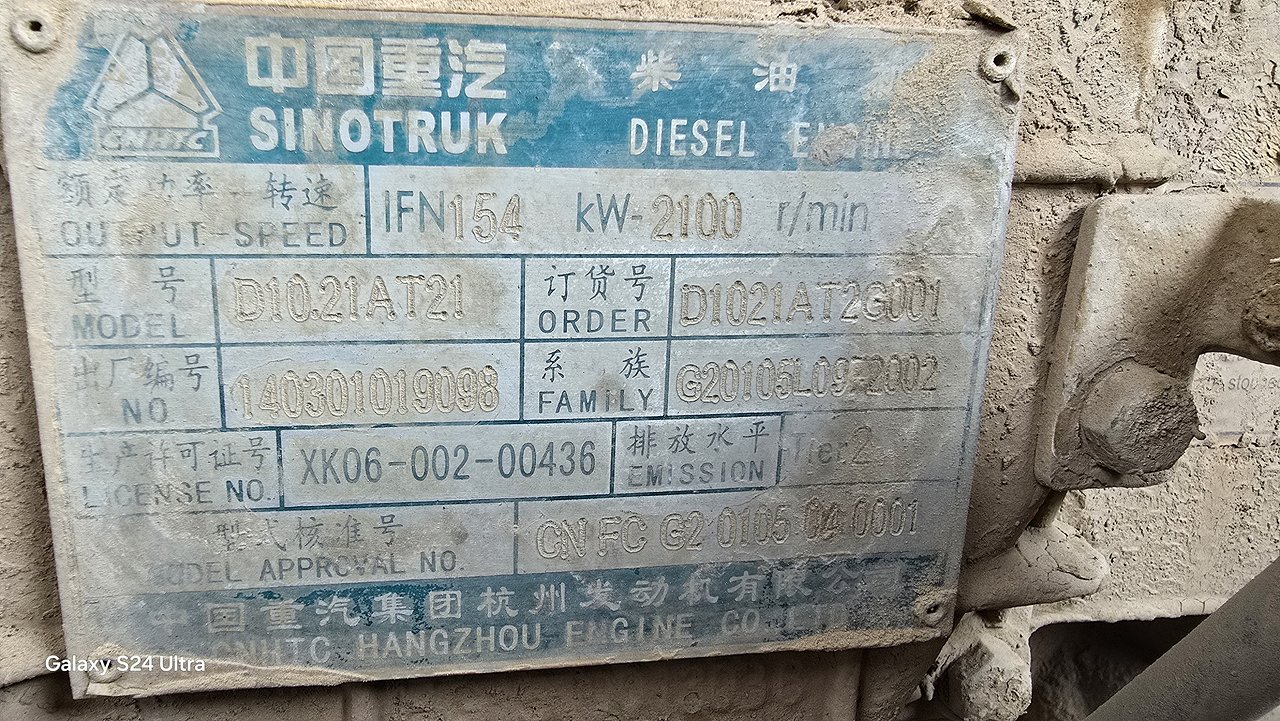 中国重汽 柴油机
CNHTC SINOTRUK DIESEL ENGINE
额定功率-转速
OUTPUT-SPEED IFN154 kW-2100 r/min
型号 订货号
MODEL D10.21AT21 ORDER D1021AT2G001
出厂编号 系族
NO 140301019098 FAMILY
生产许可证号 排放水平
LICENSE NO. XK06-002-00436 EMISSION Tier2
型式核准号
MODEL APPROVAL NO. CN FC G2 0105 0001
中国重汽集团杭州发动机有限公司
CNHTC HANGZHOU ENGINE CO. LTD
Galaxy S24 Ultra